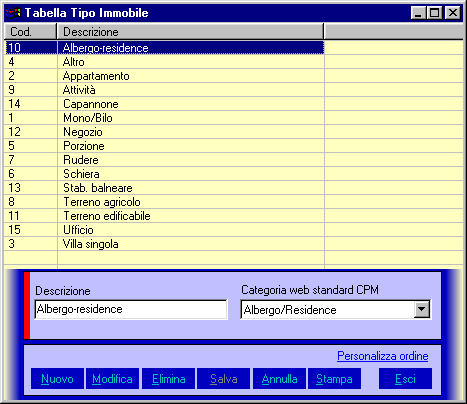 Tabella Tipo Immobile
Cod. Descrizione
10 Albergo-residence
4 Altro
2 Appartamento
9 Attività
14 Capannone
1 Mono/Bilo
12 Negozio
5 Porzione
7 Rudere
6 Schiera
13 Stab. balneare
8 Terreno agricolo
11 Terreno edificabile
15 Ufficio
3 Villa singola
Descrizione Categoria web standard CPM
Albergo-residence Albergo/Residence
Personalizza ordine
Nuovo Modifica Elimina Salva Annulla Stampa Esci